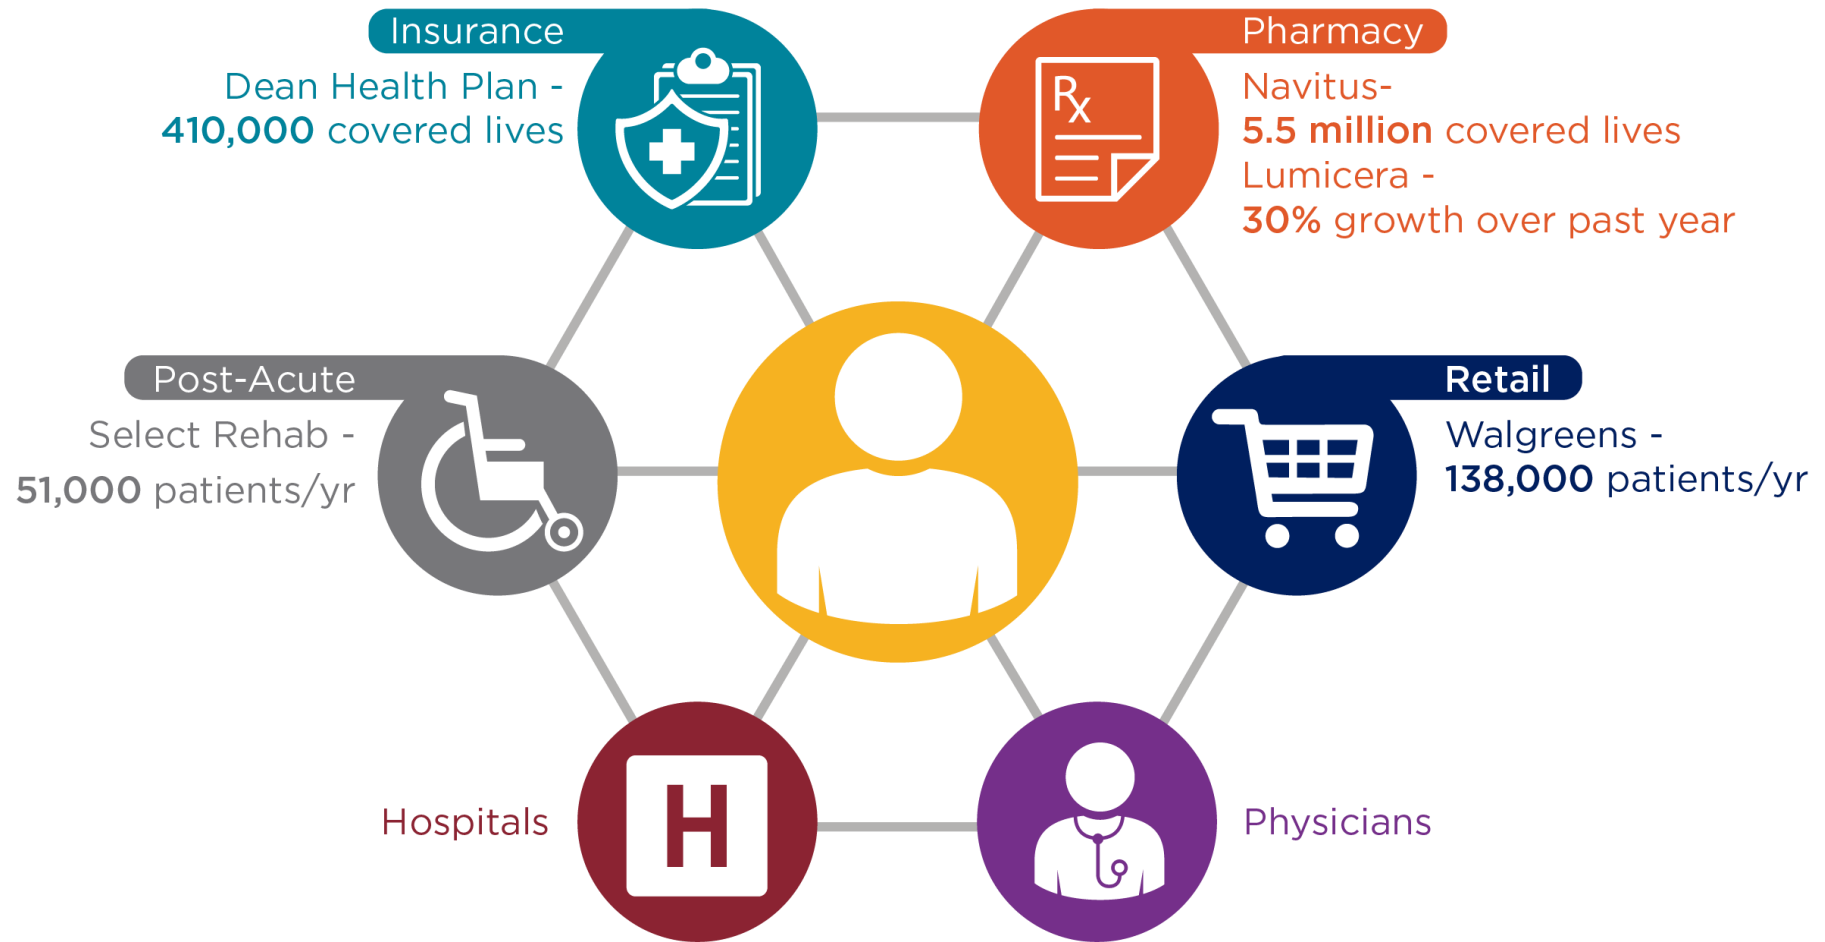 Insurance
Dean Health Plan -
410,000 covered lives
Pharmacy
Navitus-
5.5 million covered lives
Lumicera -
30% growth over past year
Rx
Post-Acute
Select Rehab -
51,000 patients/yr
Retail
Walgreens -
138,000 patients/yr
Hospitals
H
Physicians